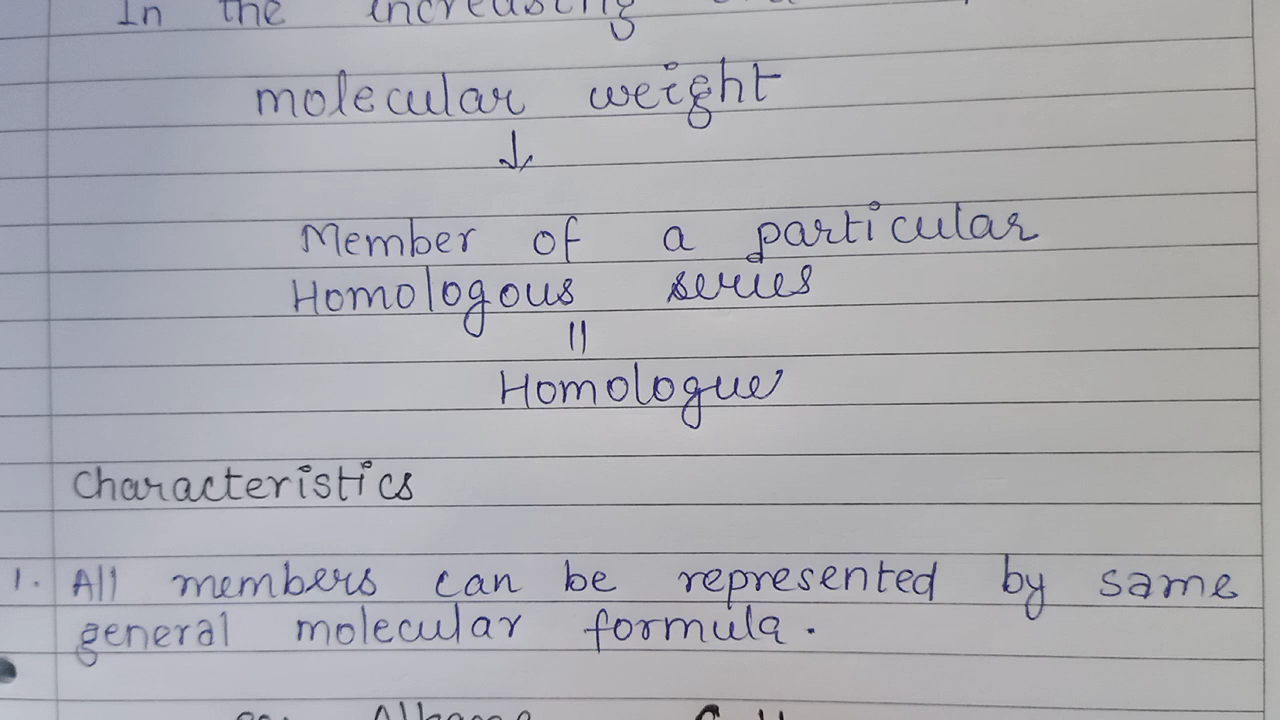 In the increasing
molecular weight
↓
Member of a particular
Homologous series
||
Homologue
Characteristics
1. All members can be represented by same
general molecular formula.